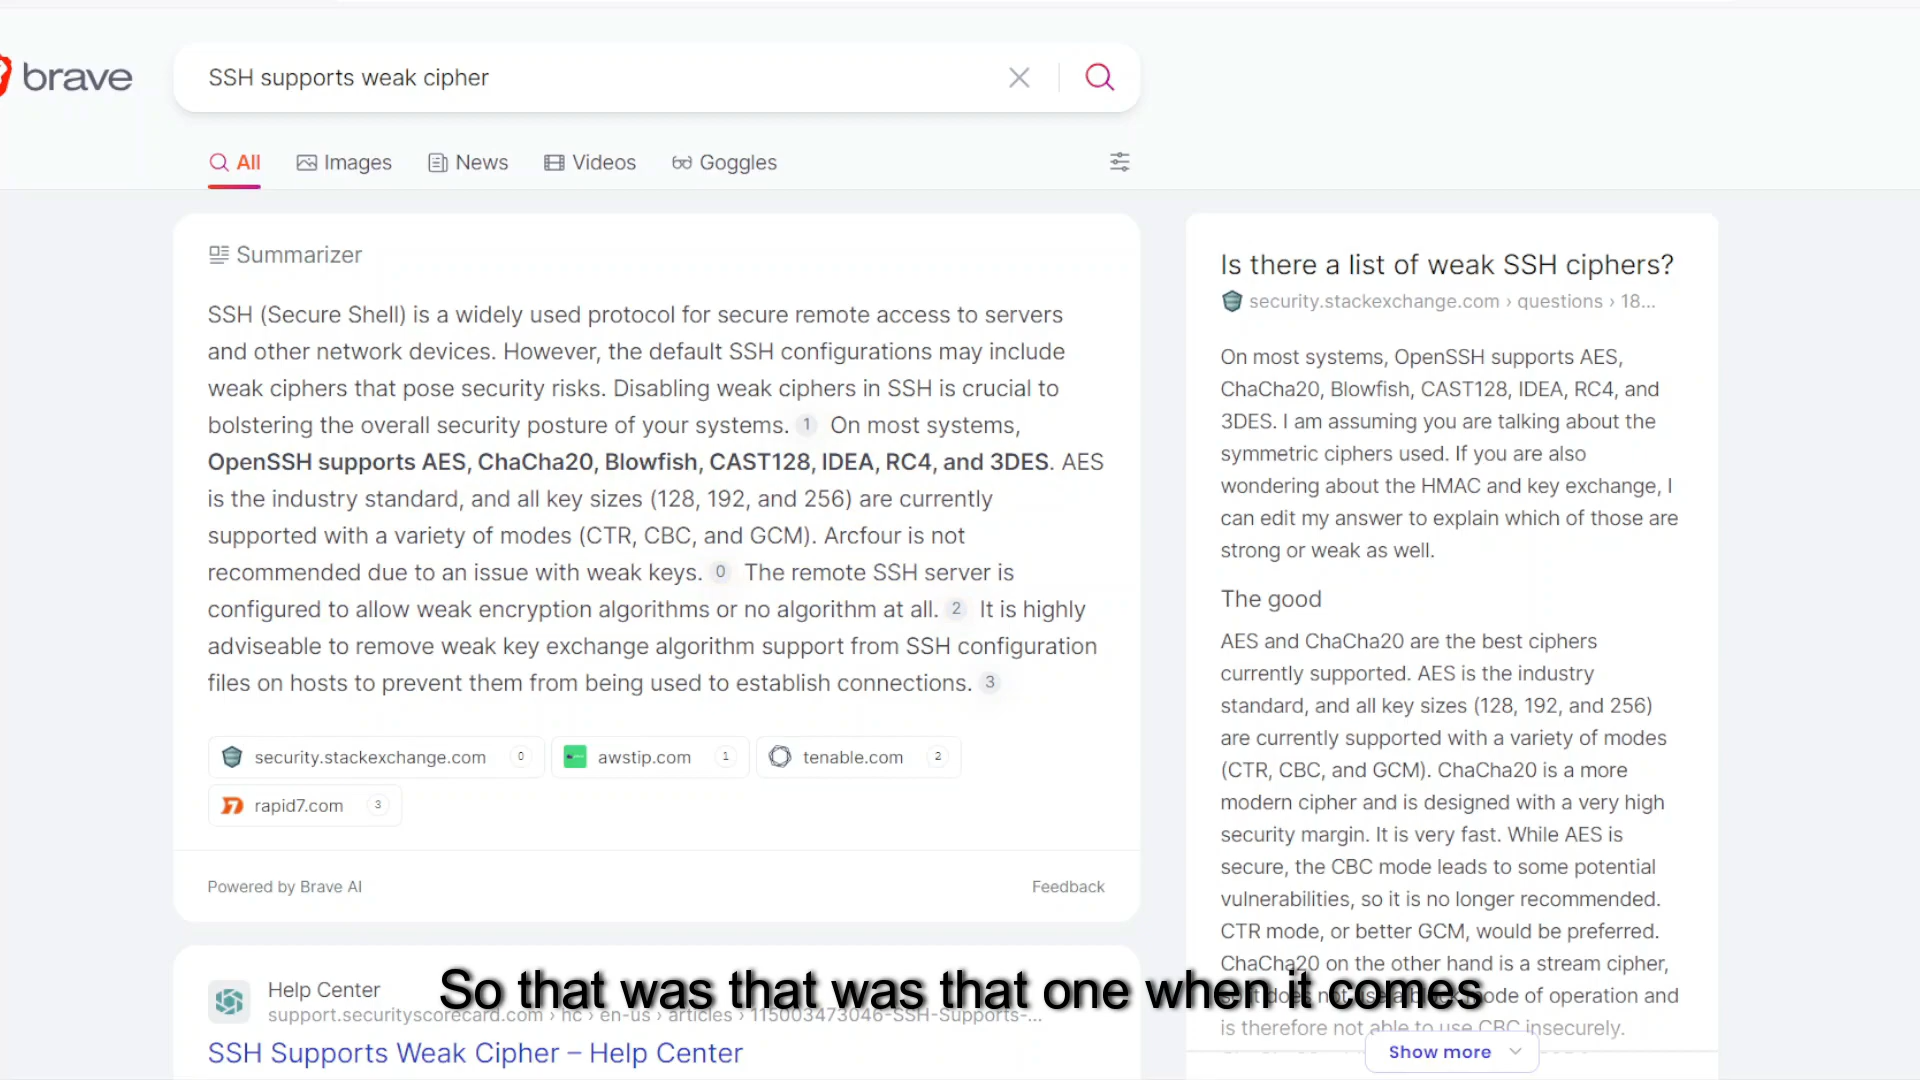 brave
SSH supports weak cipher
All Images News Videos Goggles
Summarizer
SSH (Secure Shell) is a widely used protocol for secure remote access to servers
and other network devices. However, the default SSH configurations may include
weak ciphers that pose security risks. Disabling weak ciphers in SSH is crucial to
bolstering the overall security posture of your systems. 1 On most systems,
OpenSSH supports AES, ChaCha20, Blowfish, CAST128, IDEA, RC4, and 3DES. AES
is the industry standard, and all key sizes (128, 192, and 256) are currently
supported with a variety of modes (CTR, CBC, and GCM). Arcfour is not
recommended due to an issue with weak keys. 0 The remote SSH server is
configured to allow weak encryption algorithms or no algorithm at all. 2 It is highly
adviseable to remove weak key exchange algorithm support from SSH configuration
files on hosts to prevent them from being used to establish connections. 3
security.stackexchange.com 0 awstip.com 1 tenable.com 2
rapid7.com 3
Powered by Brave AI Feedback
Help Center
support.securityscorecard.com › hc › en-us › articles › 115003473046-SSH-Supports-...
SSH Supports Weak Cipher – Help Center
Is there a list of weak SSH ciphers?
security.stackexchange.com › questions › 18...
On most systems, OpenSSH supports AES,
ChaCha20, Blowfish, CAST128, IDEA, RC4, and
3DES. I am assuming you are talking about the
symmetric ciphers used. If you are also
wondering about the HMAC and key exchange, I
can edit my answer to explain which of those are
strong or weak as well.
The good
AES and ChaCha20 are the best ciphers
currently supported. AES is the industry
standard, and all key sizes (128, 192, and 256)
are currently supported with a variety of modes
(CTR, CBC, and GCM). ChaCha20 is a more
modern cipher and is designed with a very high
security margin. It is very fast. While AES is
secure, the CBC mode leads to some potential
vulnerabilities, so it is no longer recommended.
CTR mode, or better GCM, would be preferred.
ChaCha20 on the other hand is a stream cipher,
so it does not use a block mode of operation and
is therefore not able to use CBC insecurely.
Show more
So that was that was that one when it comes